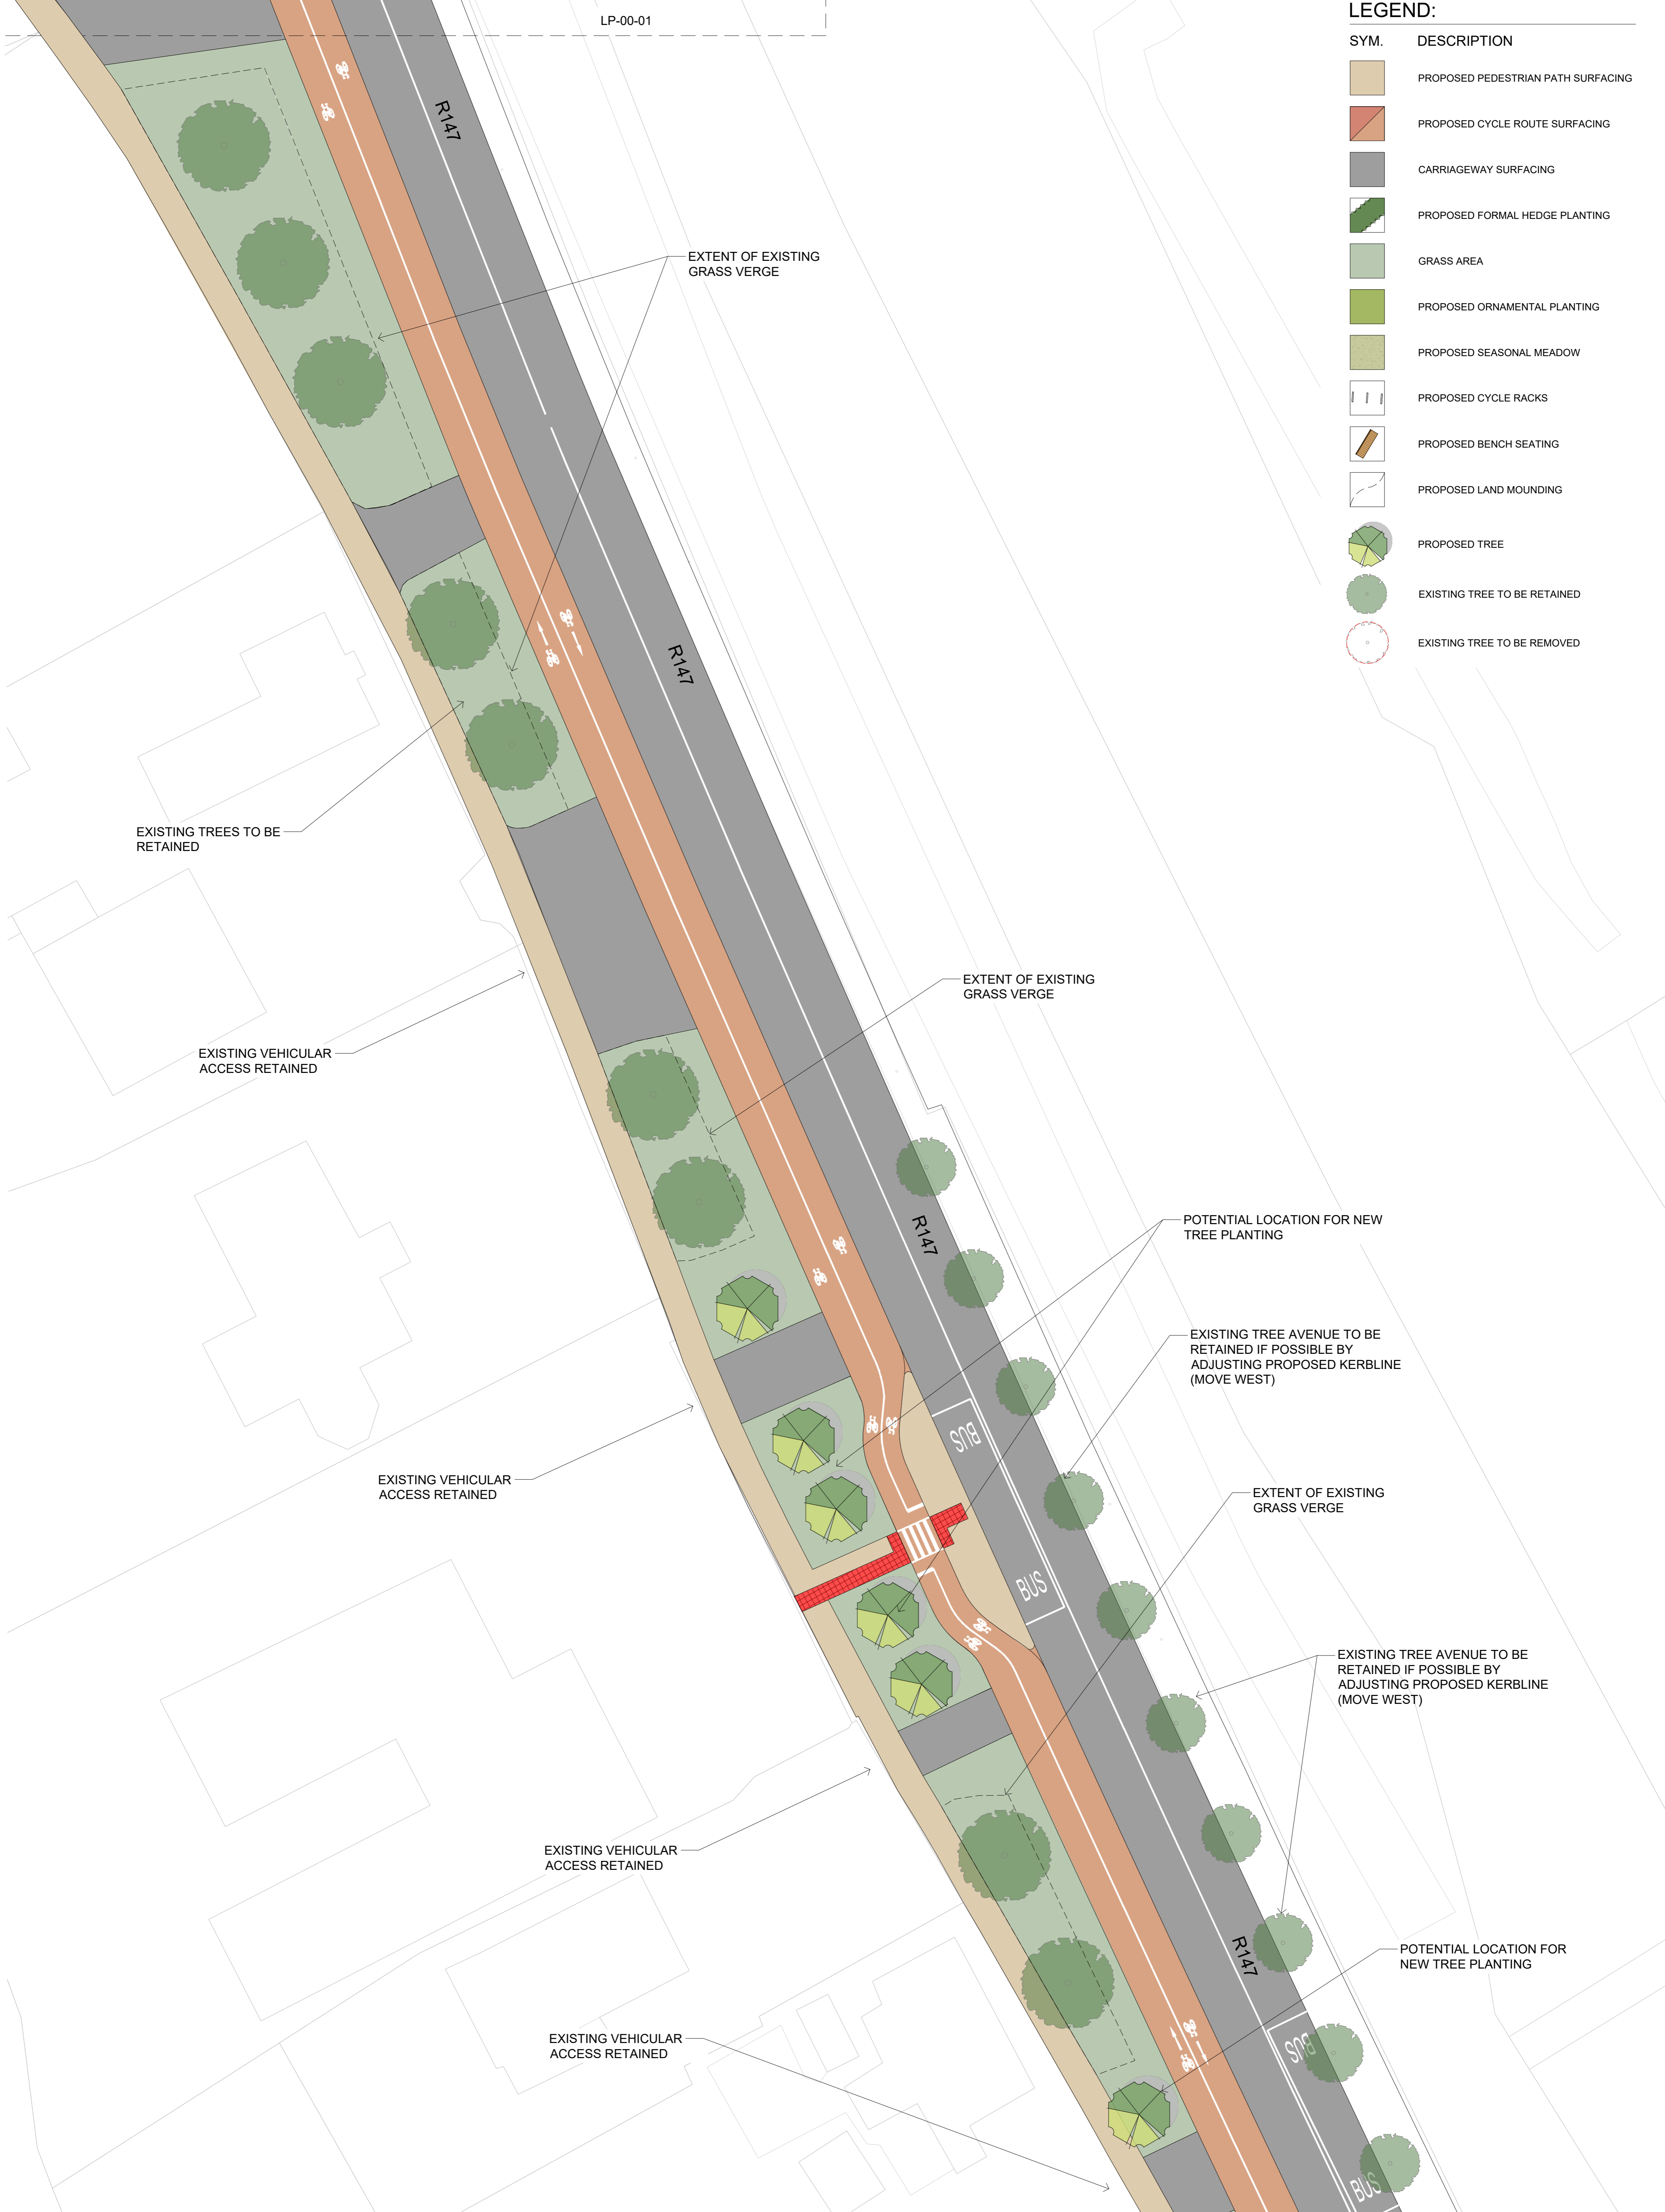 LP-00-01
LEGEND:
SYM. DESCRIPTION
PROPOSED PEDESTRIAN PATH SURFACING
PROPOSED CYCLE ROUTE SURFACING
CARRIAGEWAY SURFACING
PROPOSED FORMAL HEDGE PLANTING
GRASS AREA
PROPOSED ORNAMENTAL PLANTING
PROPOSED SEASONAL MEADOW
PROPOSED CYCLE RACKS
PROPOSED BENCH SEATING
PROPOSED LAND MOUNDING
PROPOSED TREE
EXISTING TREE TO BE RETAINED
EXISTING TREE TO BE REMOVED
R147
EXTENT OF EXISTING
GRASS VERGE
R147
EXISTING TREES TO BE
RETAINED
EXTENT OF EXISTING
GRASS VERGE
EXISTING VEHICULAR
ACCESS RETAINED
R147
POTENTIAL LOCATION FOR NEW
TREE PLANTING
EXISTING TREE AVENUE TO BE
RETAINED IF POSSIBLE BY
ADJUSTING PROPOSED KERBLINE
(MOVE WEST)
BUS
EXISTING VEHICULAR
ACCESS RETAINED
EXTENT OF EXISTING
GRASS VERGE
BUS
EXISTING TREE AVENUE TO BE
RETAINED IF POSSIBLE BY
ADJUSTING PROPOSED KERBLINE
(MOVE WEST)
EXISTING VEHICULAR
ACCESS RETAINED
R147
POTENTIAL LOCATION FOR
NEW TREE PLANTING
EXISTING VEHICULAR
ACCESS RETAINED
BUS
BUS